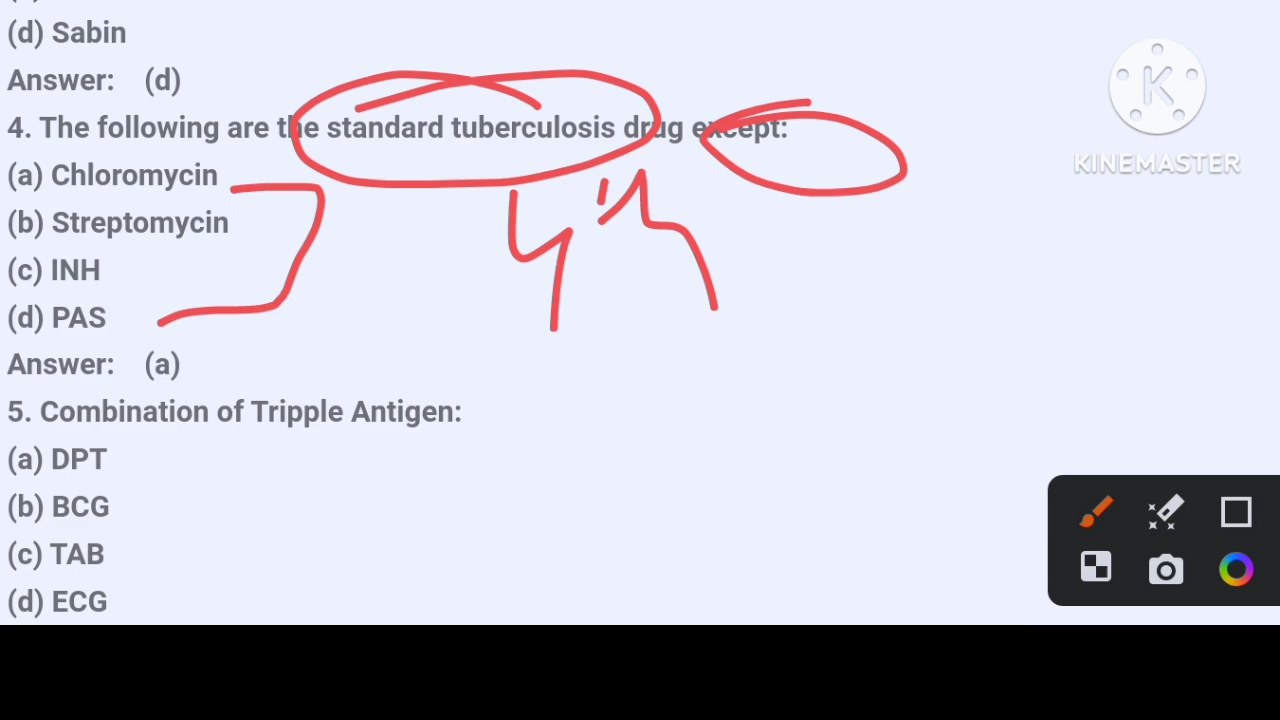 (d) Sabin
Answer: (d)
4. The following are the standard tuberculosis drug except:
(a) Chloromycin
(b) Streptomycin
(c) INH
(d) PAS
Answer: (a)
5. Combination of Tripple Antigen:
(a) DPT
(b) BCG
(c) TAB
(d) ECG
K
KINEMASTER